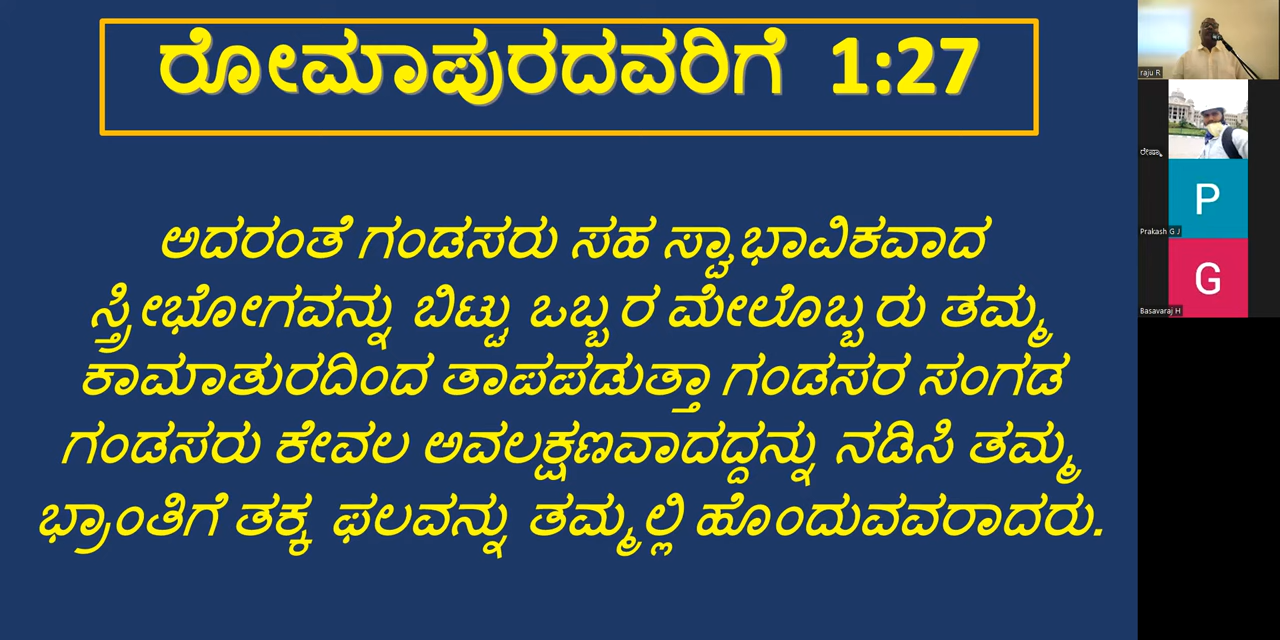 ರೋಮಾಪುರದವರಿಗೆ 1:27
ಅದರಂತೆ ಗಂಡಸರು ಸಹ ಸ್ವಾಭಾವಿಕವಾದ
ಸ್ತ್ರೀಭೋಗವನ್ನು ಬಿಟ್ಟು ಒಬ್ಬರ ಮೇಲೊಬ್ಬರು ತಮ್ಮ
ಕಾಮಾತುರದಿಂದ ತಾಪಪಡುತ್ತಾ ಗಂಡಸರ ಸಂಗಡ
ಗಂಡಸರು ಕೇವಲ ಅವಲಕ್ಷಣವಾದದ್ದನ್ನು ನಡಿಸಿ ತಮ್ಮ
ಭ್ರಾಂತಿಗೆ ತಕ್ಕ ಫಲವನ್ನು ತಮ್ಮಲ್ಲಿ ಹೊಂದುವವರಾದರು.
raju R
ರೇಷ್ಮಾ
P
Prakash G J
G
Basavaraj H